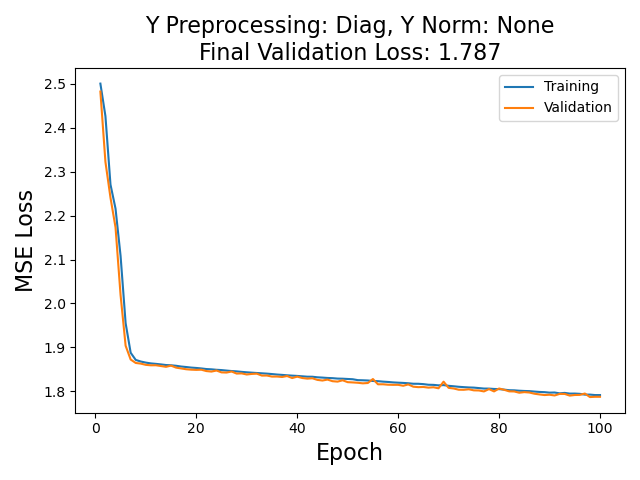 Y Preprocessing: Diag, Y Norm: None
Final Validation Loss: 1.787
Training
Validation
2.5
2.4
2.3
2.2
2.1
2.0
1.9
1.8
MSE Loss
0 20 40 60 80 100
Epoch